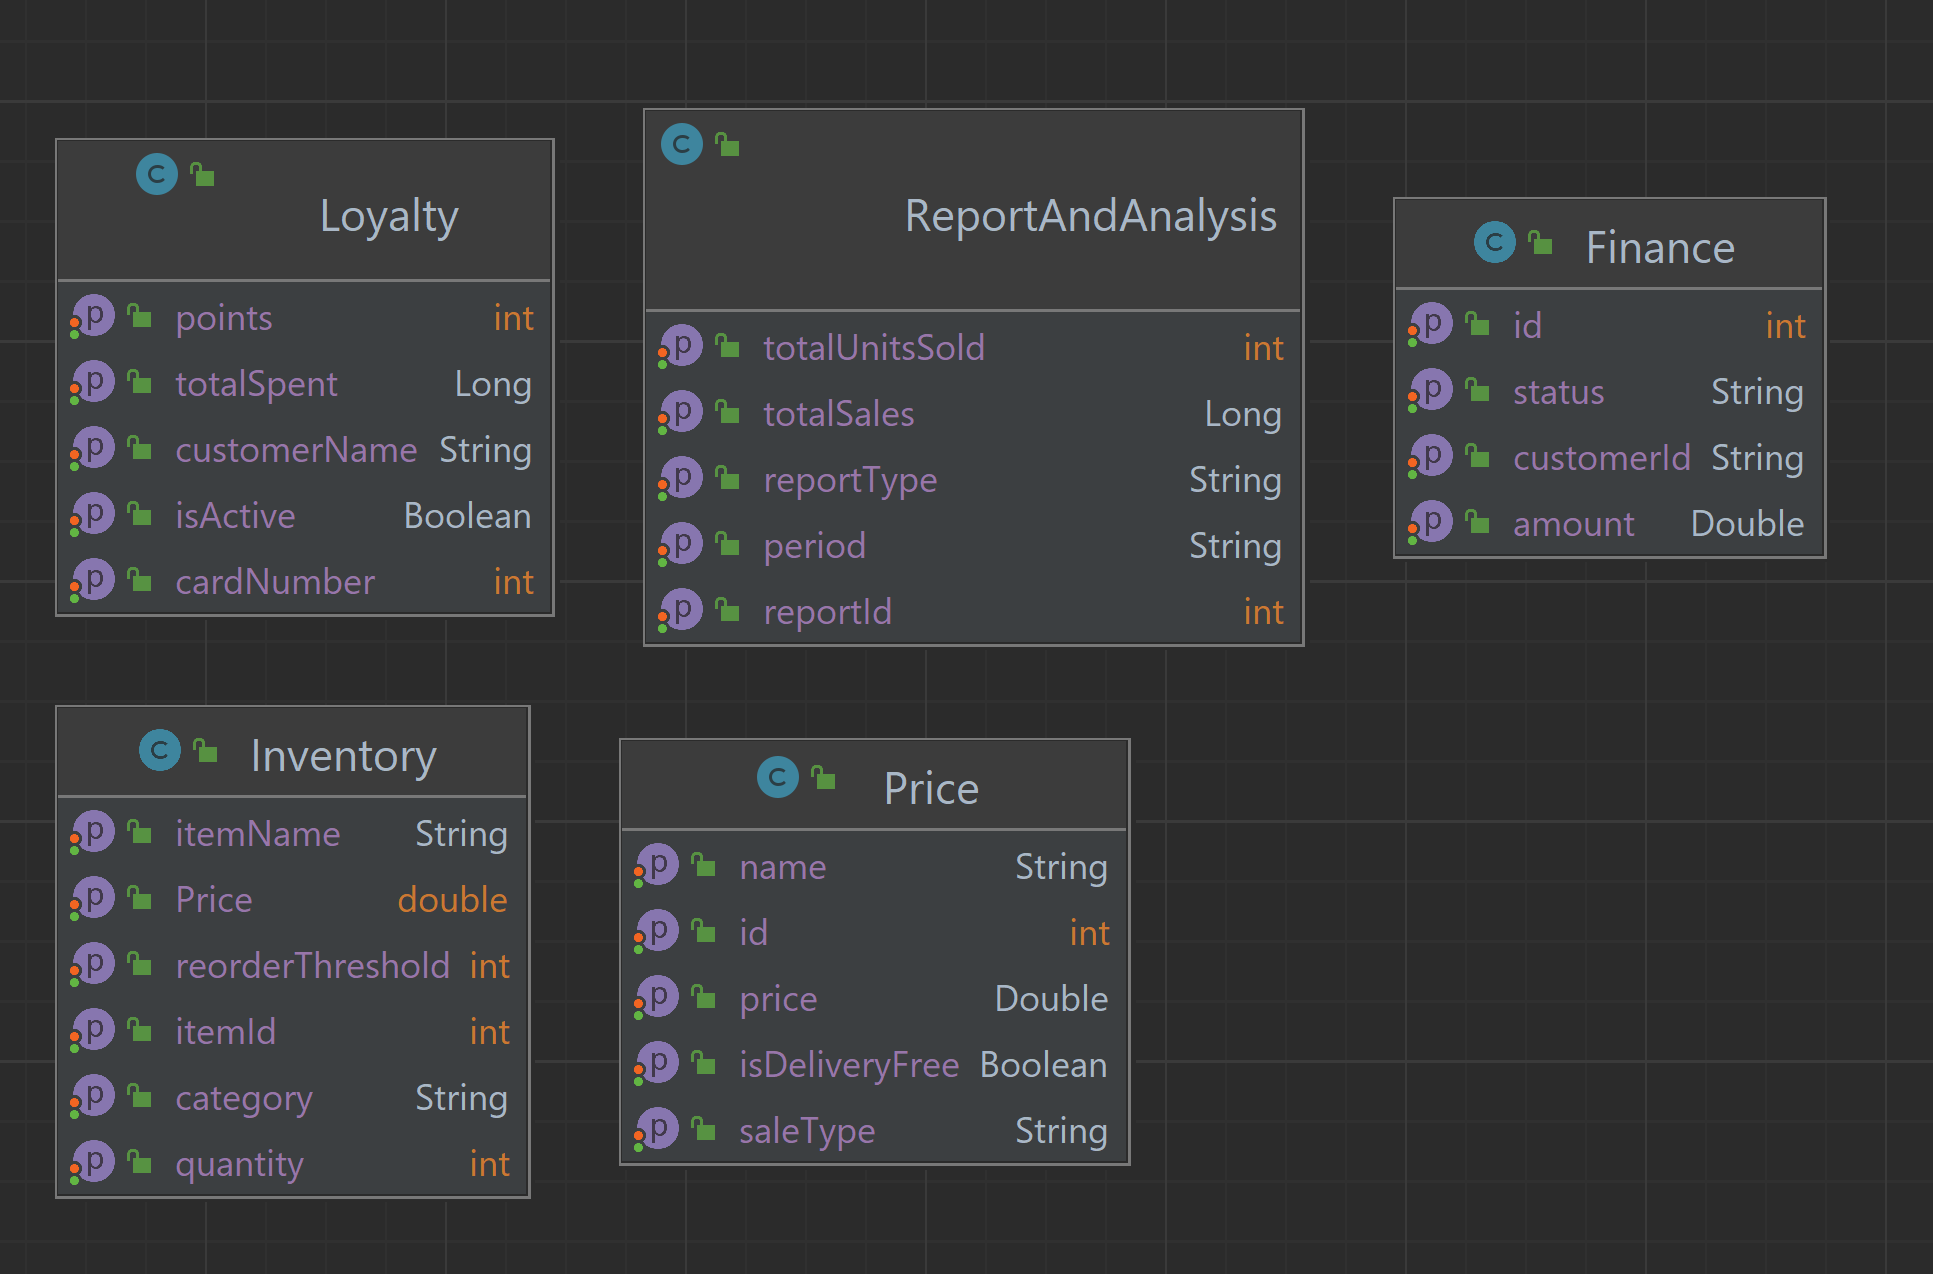 C Loyalty
p points int
p totalSpent Long
p customerName String
p isActive Boolean
p cardNumber int
C ReportAndAnalysis
p totalUnitsSold int
p totalSales Long
p reportType String
p period String
p reportId int
C Finance
p id int
p status String
p customerId String
p amount Double
C Inventory
p itemName String
p Price double
p reorderThreshold int
p itemId int
p category String
p quantity int
C Price
p name String
p id int
p price Double
p isDeliveryFree Boolean
p saleType String